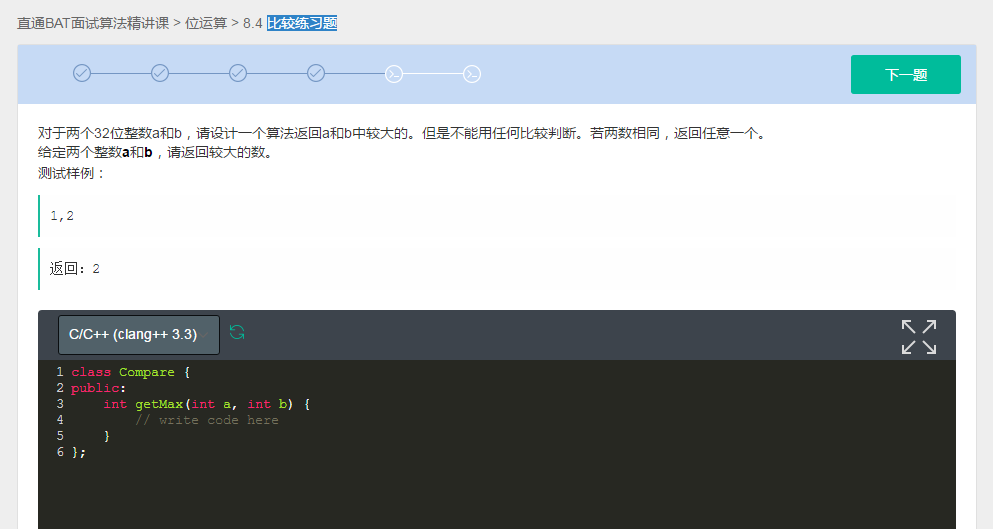 直通BAT面试算法精讲课 > 位运算 > 8.4 比较练习题
下一题
对于两个32位整数a和b，请设计一个算法返回a和b中较大的。但是不能用任何比较判断。若两数相同，返回任意一个。
给定两个整数a和b，请返回较大的数。
测试样例：
1,2
返回：2
C/C++ (clang++ 3.3)
1 class Compare {
2 public:
3     int getMax(int a, int b) {
4         // write code here
5     }
6 };